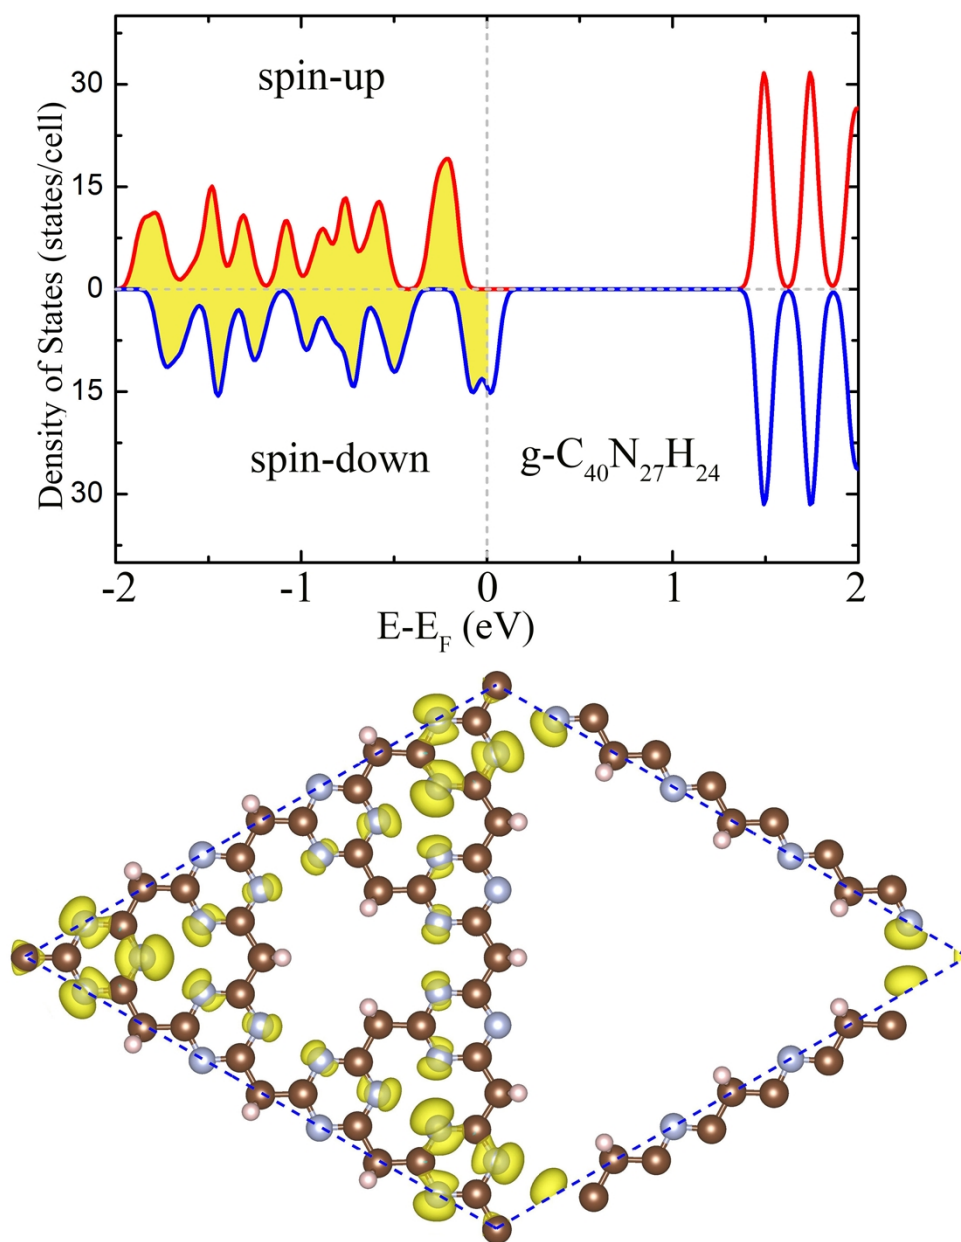 spin-up
30
15
0
15
30
Density of States (states/cell)
spin-down
g-C₄₀N₂₇H₂₄
-2 -1 0 1 2
E-E_F (eV)